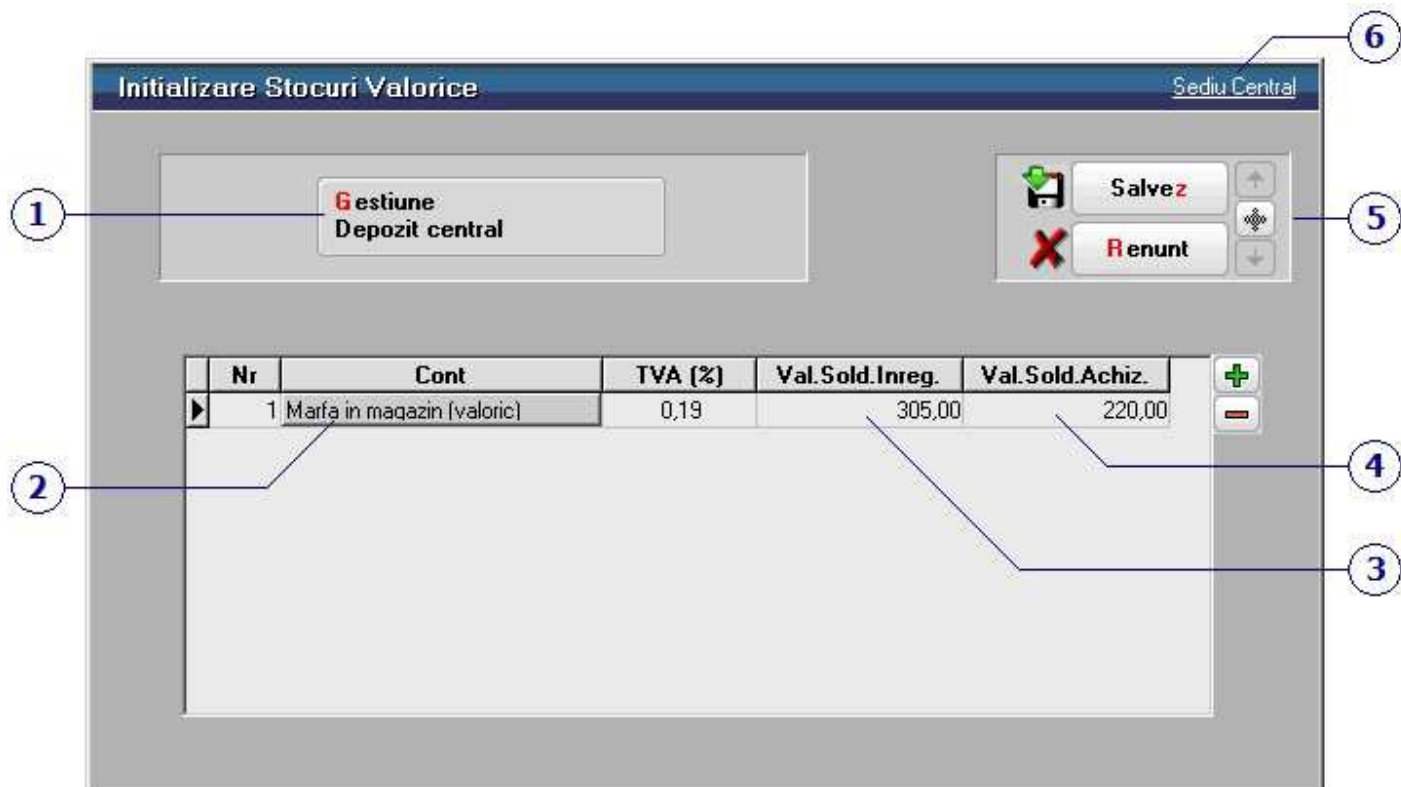 6
Initializare Stocuri Valorice Sediu Central
1
Gestiune
Depozit central
Salvez
Renunt
5
Nr Cont TVA (%) Val.Sold.Inreg. Val.Sold.Achiz.
1 Marfa in magazin (valoric) 0,19 305,00 220,00
2
4
3